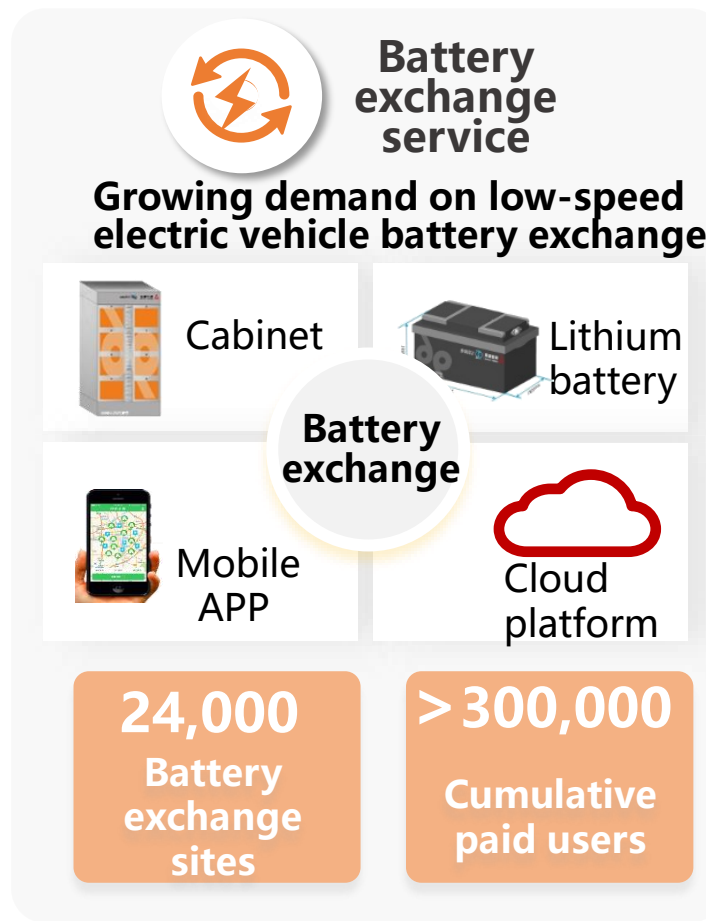 Battery
exchange
service
Growing demand on low-speed
electric vehicle battery exchange
Cabinet
Lithium
battery
Battery
exchange
Mobile
APP
Cloud
platform
24,000
Battery
exchange
sites
>300,000
Cumulative
paid users